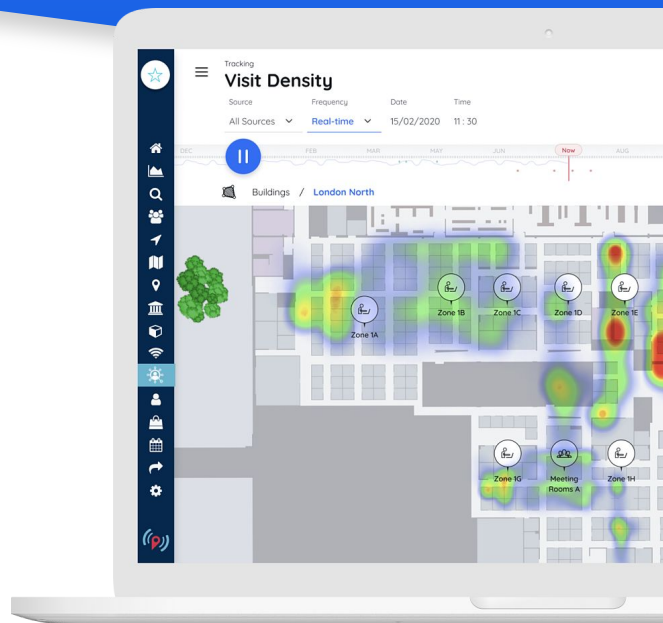 Tracking
Visit Density
Source Frequency Date Time
All Sources Real-time 15/02/2020 11 : 30
DEC FEB MAR MAY JUN Now AUG
Buildings / London North
Zone 1A
Zone 1B
Zone 1C
Zone 1D
Zone 1E
Zone 1G
Meeting
Rooms A
Zone 1H